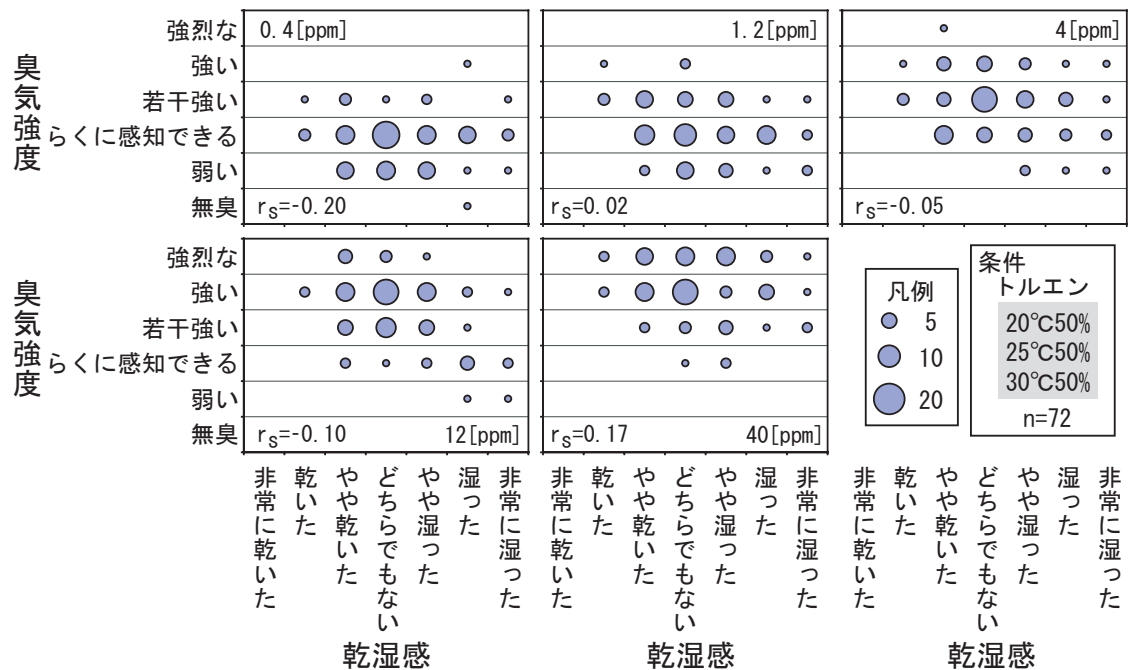 臭気強度
強烈な
強い
若干強い
らくに感知できる
弱い
無臭
0.4[ppm]
rS=-0.20
1.2[ppm]
rS=0.02
4[ppm]
rS=-0.05
臭気強度
強烈な
強い
若干強い
らくに感知できる
弱い
無臭
rS=-0.10
12[ppm]
rS=0.17
40[ppm]
凡例
5
10
20
条件
トルエン
20℃50%
25℃50%
30℃50%
n=72
非常に乾いた
乾いた
やや乾いた
どちらでもない
やや湿った
湿った
非常に湿った
乾湿感
非常に乾いた
乾いた
やや乾いた
どちらでもない
やや湿った
湿った
非常に湿った
非常に乾いた
乾いた
やや乾いた
どちらでもない
やや湿った
湿った
非常に湿った
乾湿感